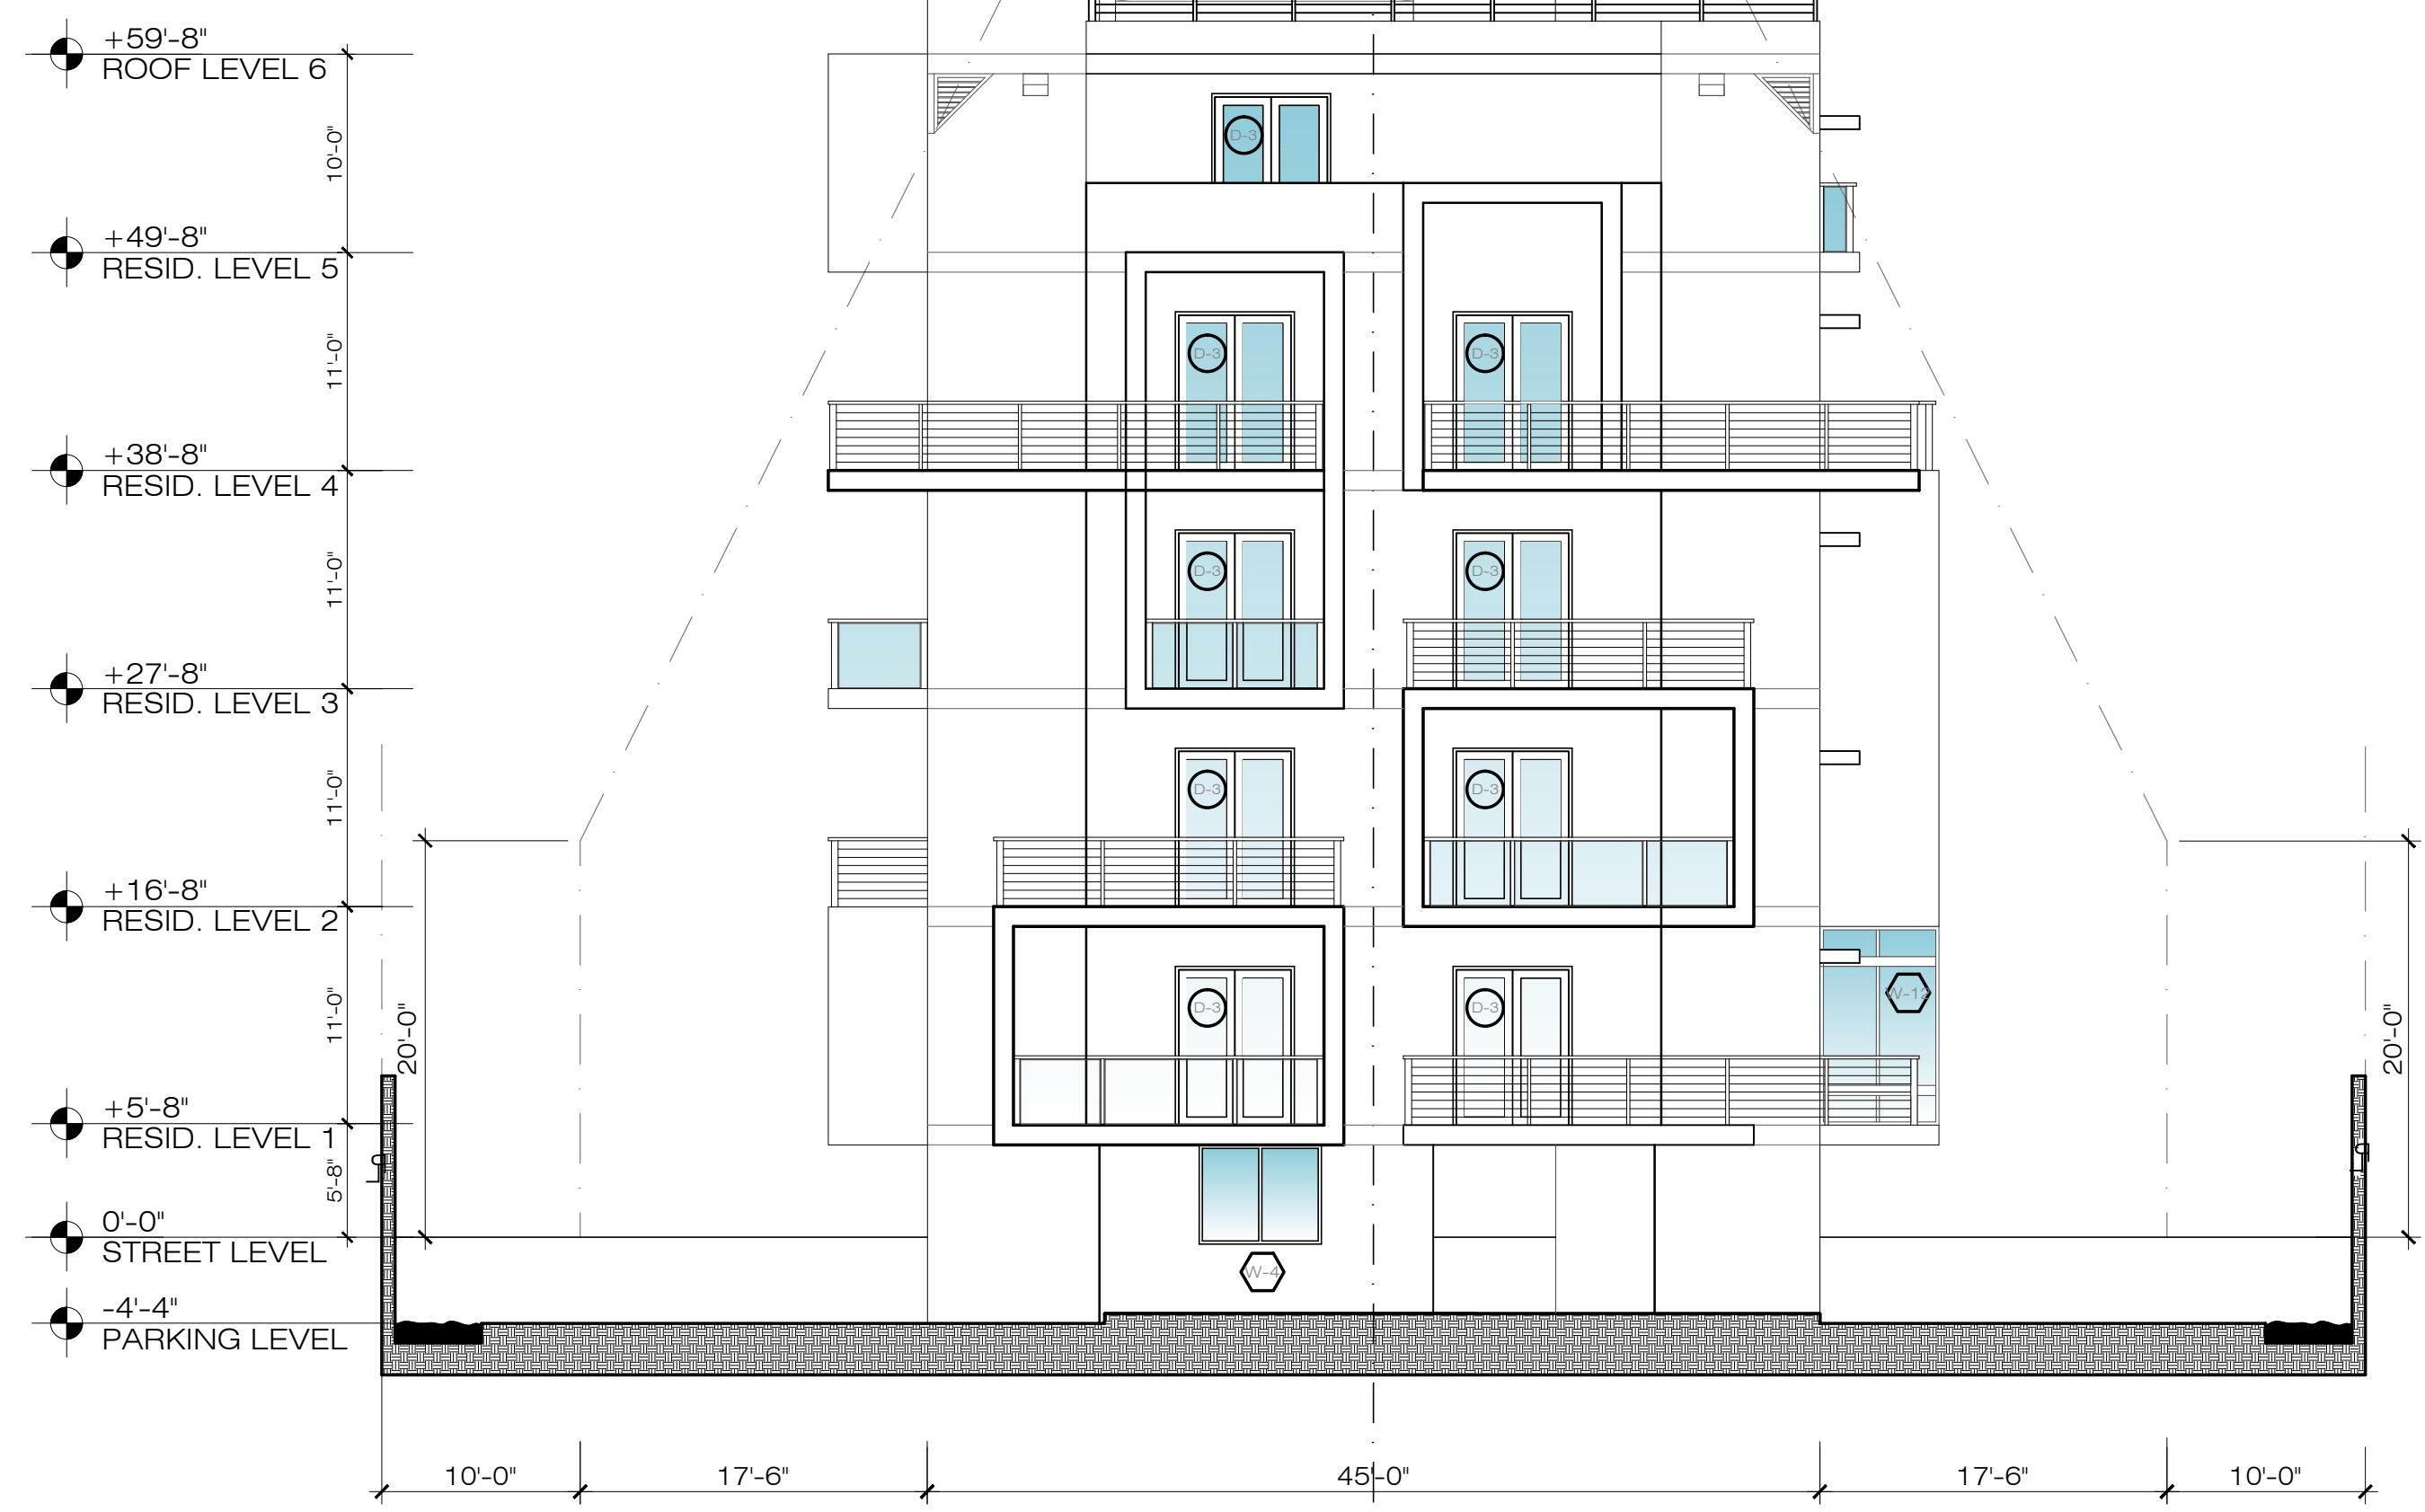 +59'-8"
ROOF LEVEL 6
10'-0"
D-3
+49'-8"
RESID. LEVEL 5
11'-0"
D-3
D-3
+38'-8"
RESID. LEVEL 4
11'-0"
D-3
D-3
+27'-8"
RESID. LEVEL 3
11'-0"
D-3
D-3
+16'-8"
RESID. LEVEL 2
11'-0"
20'-0"
D-3
D-3
W-12
20'-0"
+5'-8"
RESID. LEVEL 1
5'-8"
0'-0"
STREET LEVEL
W-4
-4'-4"
PARKING LEVEL
10'-0"
17'-6"
45'-0"
17'-6"
10'-0"